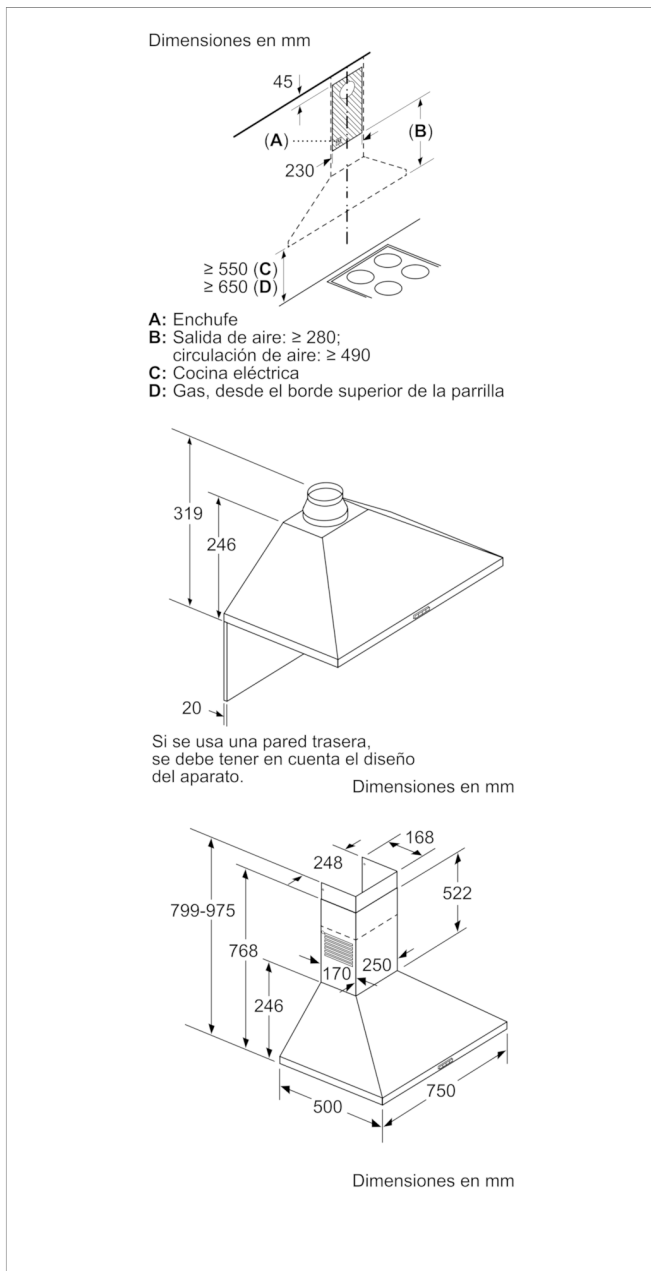 Dimensiones en mm
45
(A)
(B)
230
≥ 550 (C)
≥ 650 (D)
A: Enchufe
B: Salida de aire: ≥ 280;
circulación de aire: ≥ 490
C: Cocina eléctrica
D: Gas, desde el borde superior de la parrilla
319
246
20
Si se usa una pared trasera,
se debe tener en cuenta el diseño
del aparato.
Dimensiones en mm
168
248
522
799-975
768
170
250
246
750
500
Dimensiones en mm